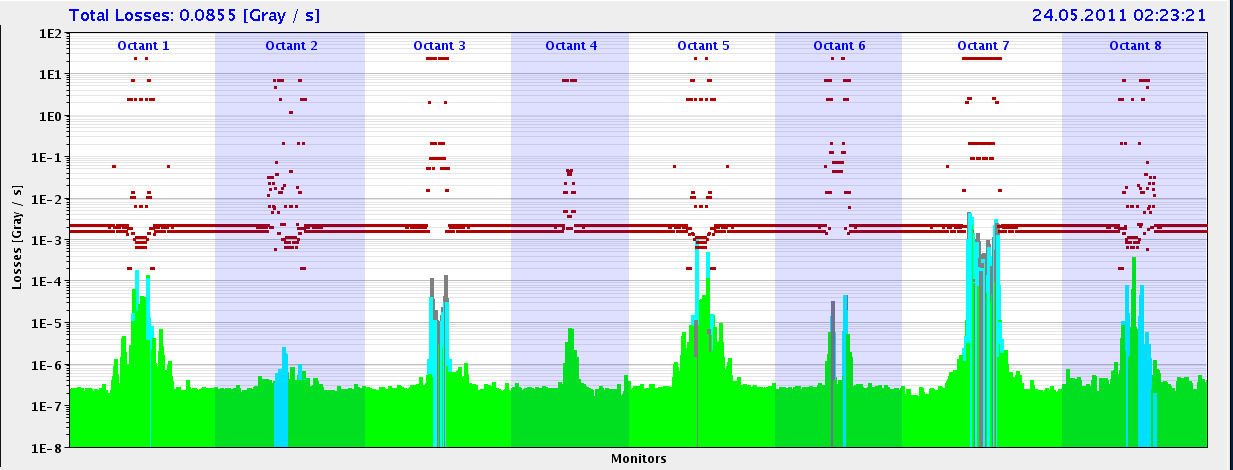 Total Losses: 0.0855 [Gray / s] 24.05.2011 02:23:21
Octant 1 Octant 2 Octant 3 Octant 4 Octant 5 Octant 6 Octant 7 Octant 8
1E2
1E1
1E0
1E-1
1E-2
1E-3
1E-4
1E-5
1E-6
1E-7
1E-8
Losses [Gray / s]
Monitors